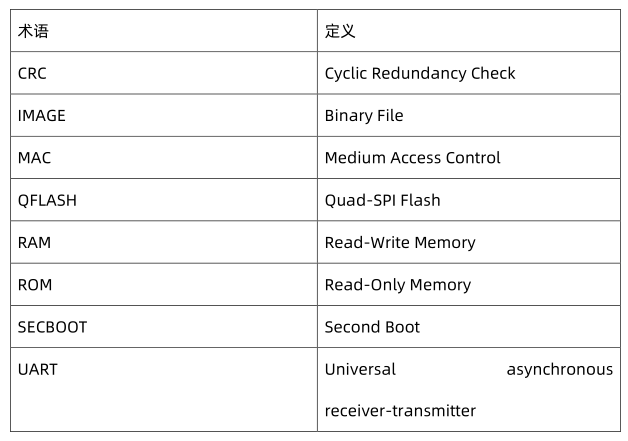 术语 定义
CRC Cyclic Redundancy Check
IMAGE Binary File
MAC Medium Access Control
QFLASH Quad-SPI Flash
RAM Read-Write Memory
ROM Read-Only Memory
SECBOOT Second Boot
UART Universal asynchronous
receiver-transmitter